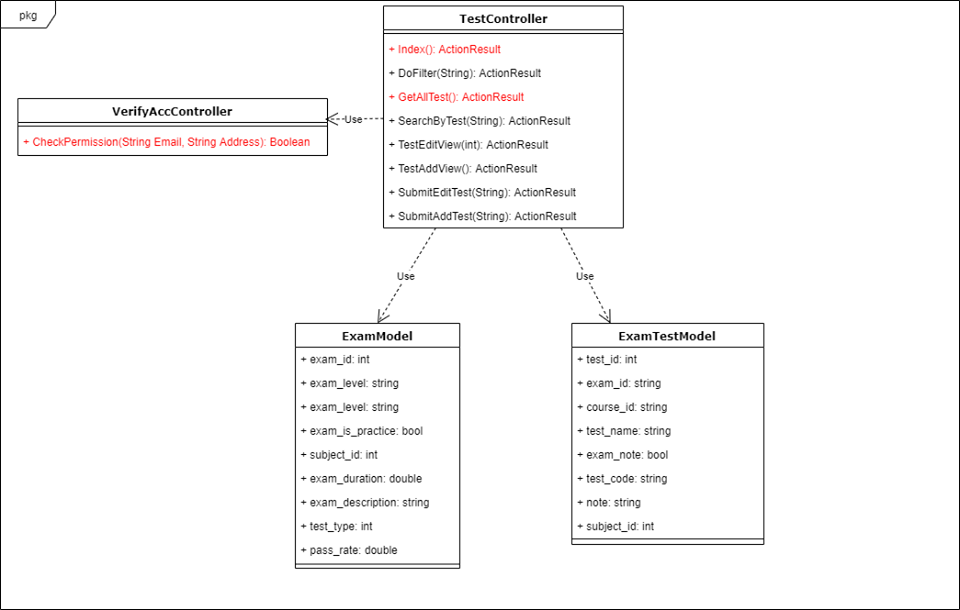 pkg
TestController
+ Index(): ActionResult
+ DoFilter(String): ActionResult
+ GetAllTest(): ActionResult
+ SearchByTest(String): ActionResult
+ TestEditView(int): ActionResult
+ TestAddView(): ActionResult
+ SubmitEditTest(String): ActionResult
+ SubmitAddTest(String): ActionResult
VerifyAccController
+ CheckPermission(String Email, String Address): Boolean
Use
Use
Use
ExamModel
+ exam_id: int
+ exam_level: string
+ exam_level: string
+ exam_is_practice: bool
+ subject_id: int
+ exam_duration: double
+ exam_description: string
+ test_type: int
+ pass_rate: double
ExamTestModel
+ test_id: int
+ exam_id: string
+ course_id: string
+ test_name: string
+ exam_note: bool
+ test_code: string
+ note: string
+ subject_id: int